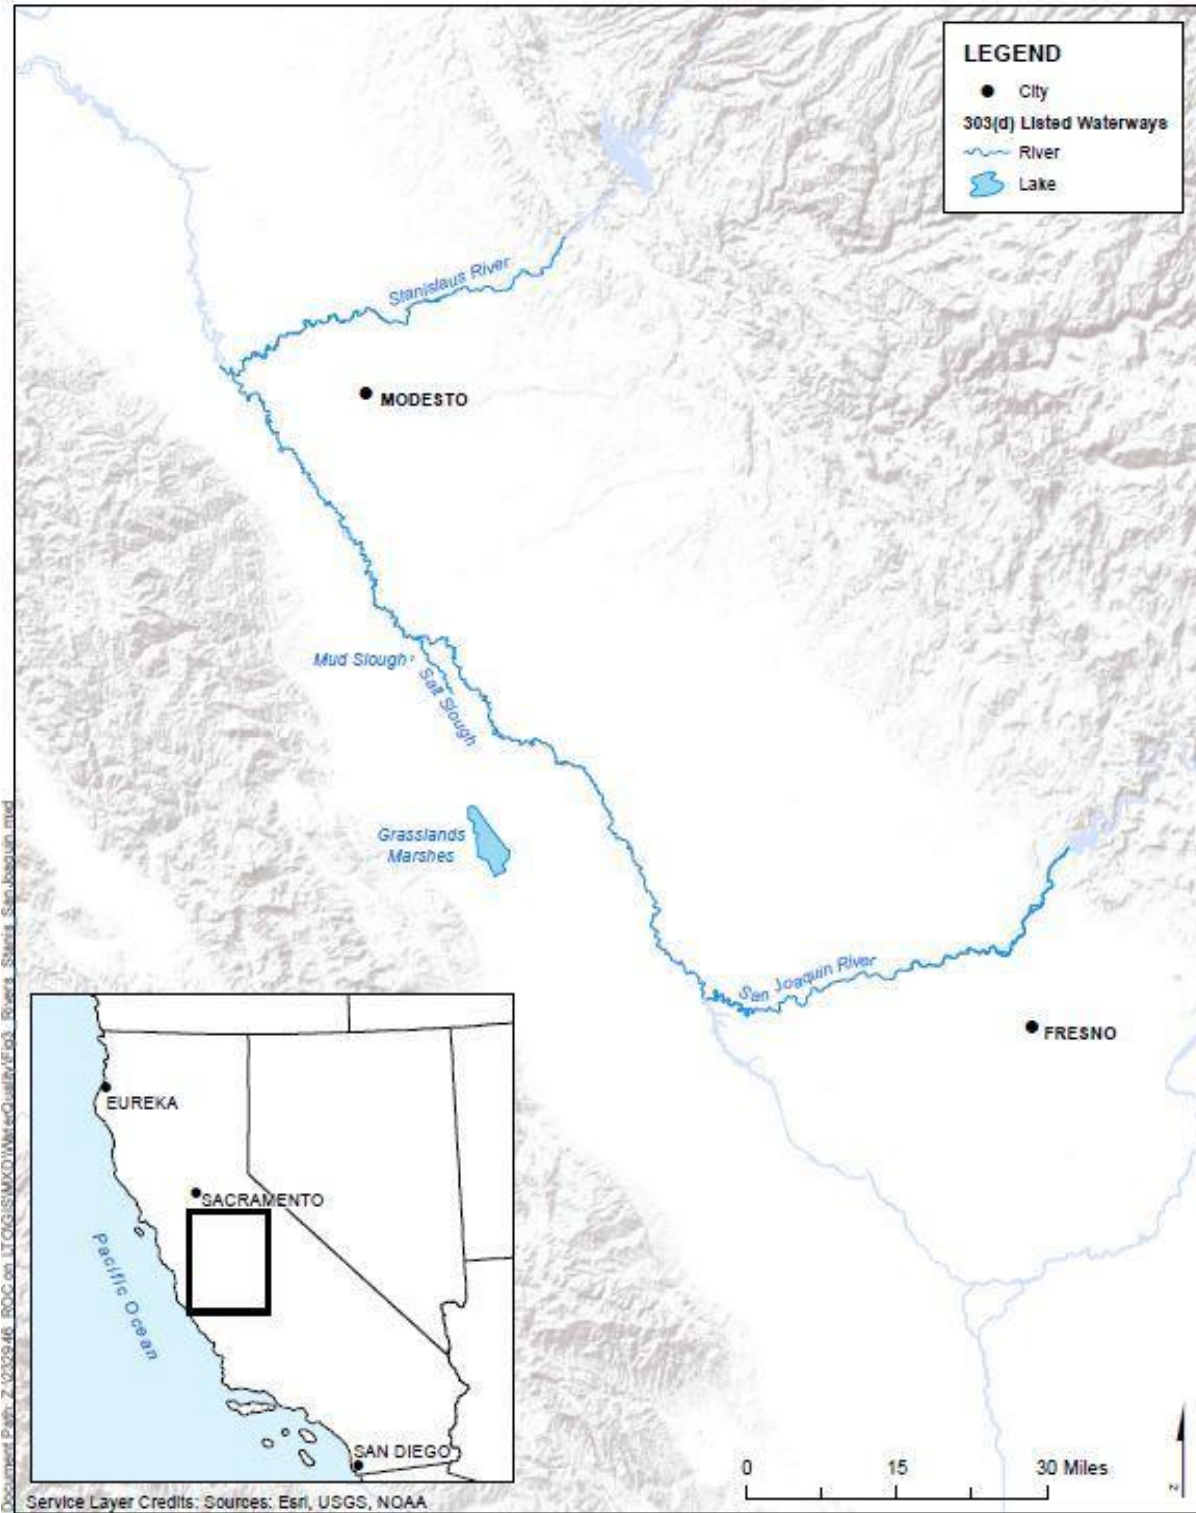 LEGEND
City
303(d) Listed Waterways
River
Lake
Stanislaus River
MODESTO
Mud Slough
Salt Slough
Grasslands
Marshes
San Joaquin River
FRESNO
EUREKA
SACRAMENTO
Pacific Ocean
SAN DIEGO
0 15 30 Miles
Service Layer Credits: Sources: Esri, USGS, NOAA